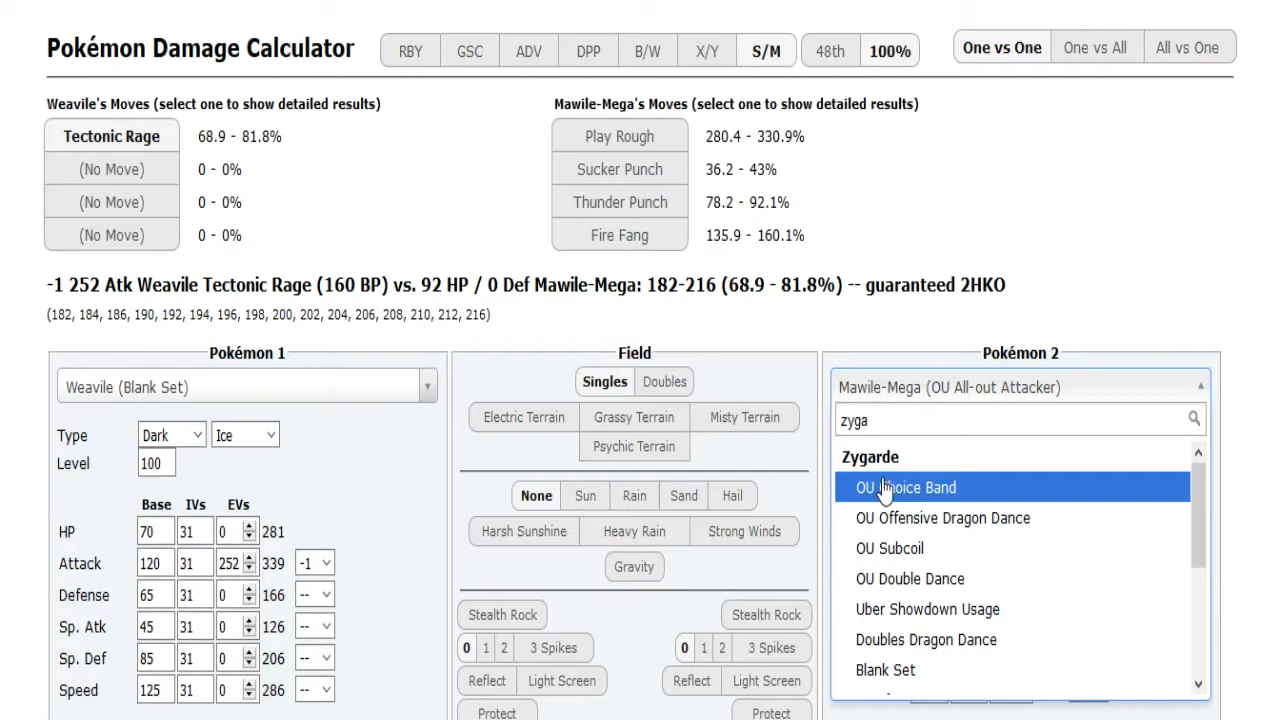 Pokémon Damage Calculator RBY GSC ADV DPP B/W X/Y S/M 48th 100% One vs One One vs All All vs One
Weavile's Moves (select one to show detailed results) Mawile-Mega's Moves (select one to show detailed results)
Tectonic Rage 68.9 - 81.8% Play Rough 280.4 - 330.9%
(No Move) 0 - 0% Sucker Punch 36.2 - 43%
(No Move) 0 - 0% Thunder Punch 78.2 - 92.1%
(No Move) 0 - 0% Fire Fang 135.9 - 160.1%
-1 252 Atk Weavile Tectonic Rage (160 BP) vs. 92 HP / 0 Def Mawile-Mega: 182-216 (68.9 - 81.8%) -- guaranteed 2HKO
(182, 184, 186, 190, 192, 194, 196, 198, 200, 202, 204, 206, 208, 210, 212, 216)
Pokémon 1
Weavile (Blank Set)
Type Dark Ice
Level 100
Base IVs EVs
HP 70 31 0 281
Attack 120 31 252 339 -1
Defense 65 31 0 166 --
Sp. Atk 45 31 0 126 --
Sp. Def 85 31 0 206 --
Speed 125 31 0 286 --
Field
Singles Doubles
Electric Terrain Grassy Terrain Misty Terrain
Psychic Terrain
None Sun Rain Sand Hail
Harsh Sunshine Heavy Rain Strong Winds
Gravity
Stealth Rock Stealth Rock
0 1 2 3 Spikes 0 1 2 3 Spikes
Reflect Light Screen Reflect Light Screen
Protect Protect
Pokémon 2
Mawile-Mega (OU All-out Attacker)
zyga
Zygarde
OU Choice Band
OU Offensive Dragon Dance
OU Subcoil
OU Double Dance
Uber Showdown Usage
Doubles Dragon Dance
Blank Set